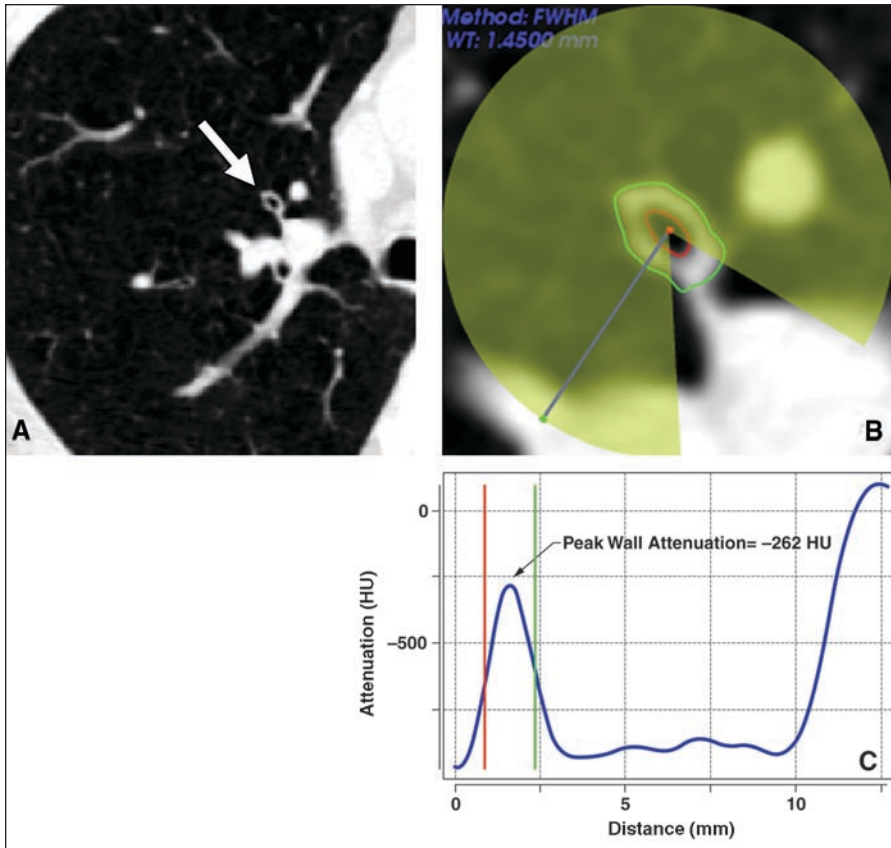 A
Method: FWHM
WT: 1.4500 mm
B
Peak Wall Attenuation= –262 HU
0
–500
Attenuation (HU)
C
0
5
10
Distance (mm)